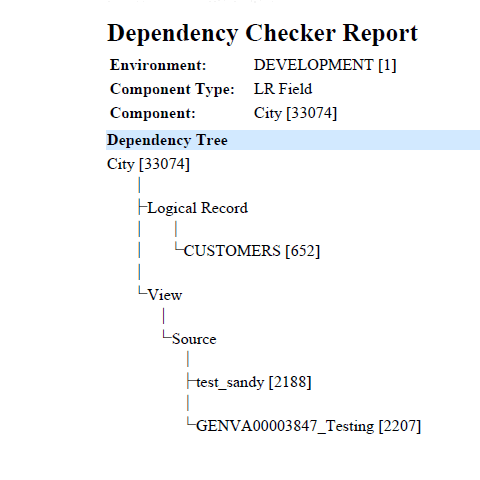 Dependency Checker Report
Environment: DEVELOPMENT [1]
Component Type: LR Field
Component: City [33074]
Dependency Tree
City [33074]
Logical Record
CUSTOMERS [652]
View
Source
test_sandy [2188]
GENVA00003847_Testing [2207]